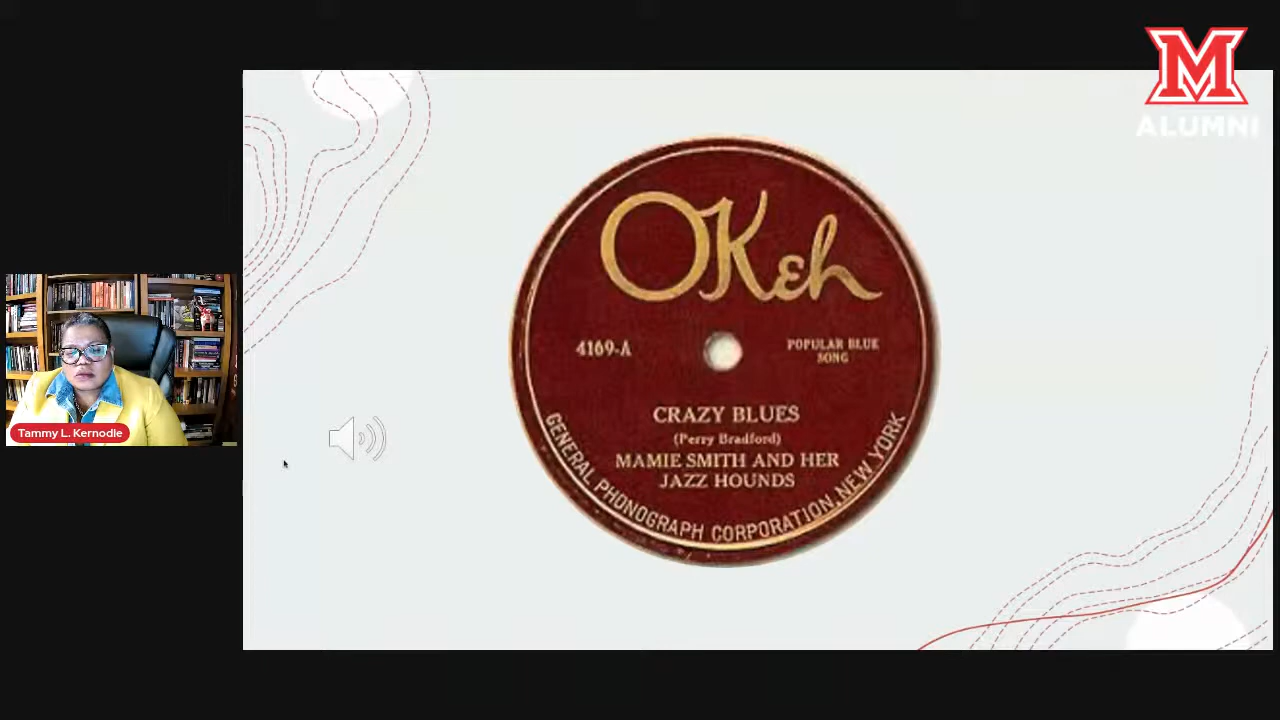 M
ALUMNI
OKeh
4169-A
POPULAR BLUE
SONG
CRAZY BLUES
(Perry Bradford)
MAMIE SMITH AND HER
JAZZ HOUNDS
GENERAL PHONOGRAPH CORPORATION, NEW YORK
Tammy L. Kernodle